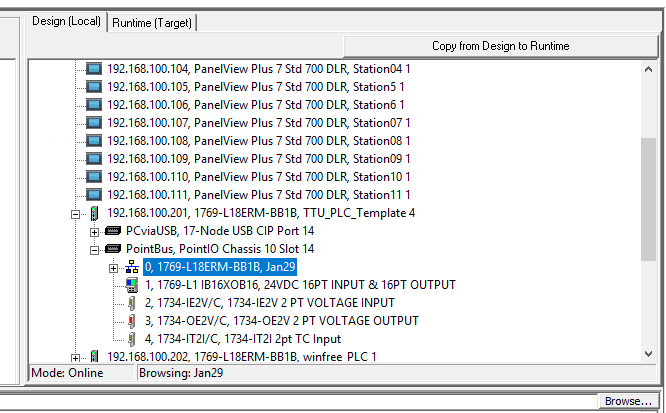 Design (Local) Runtime (Target)
Copy from Design to Runtime
192.168.100.104, PanelView Plus 7 Std 700 DLR, Station04 1
192.168.100.105, PanelView Plus 7 Std 700 DLR, Station5 1
192.168.100.106, PanelView Plus 7 Std 700 DLR, Station6 1
192.168.100.107, PanelView Plus 7 Std 700 DLR, Station07 1
192.168.100.108, PanelView Plus 7 Std 700 DLR, Station08 1
192.168.100.109, PanelView Plus 7 Std 700 DLR, Station09 1
192.168.100.110, PanelView Plus 7 Std 700 DLR, Station10 1
192.168.100.111, PanelView Plus 7 Std 700 DLR, Station11 1
192.168.100.201, 1769-L18ERM-BB1B, TTU_PLC_Template 4
PCviaUSB, 17-Node USB CIP Port 14
PointBus, PointIO Chassis 10 Slot 14
0, 1769-L18ERM-BB1B, Jan29
1, 1769-L1 IB16XOB16, 24VDC 16PT INPUT & 16PT OUTPUT
2, 1734-IE2V/C, 1734-IE2V 2 PT VOLTAGE INPUT
3, 1734-OE2V/C, 1734-OE2V 2 PT VOLTAGE OUTPUT
4, 1734-IT2I/C, 1734-IT2I 2pt TC Input
192.168.100.202, 1769-L18ERM-BB1B, winfree_PLC 1
Mode: Online Browsing: Jan29
Browse...